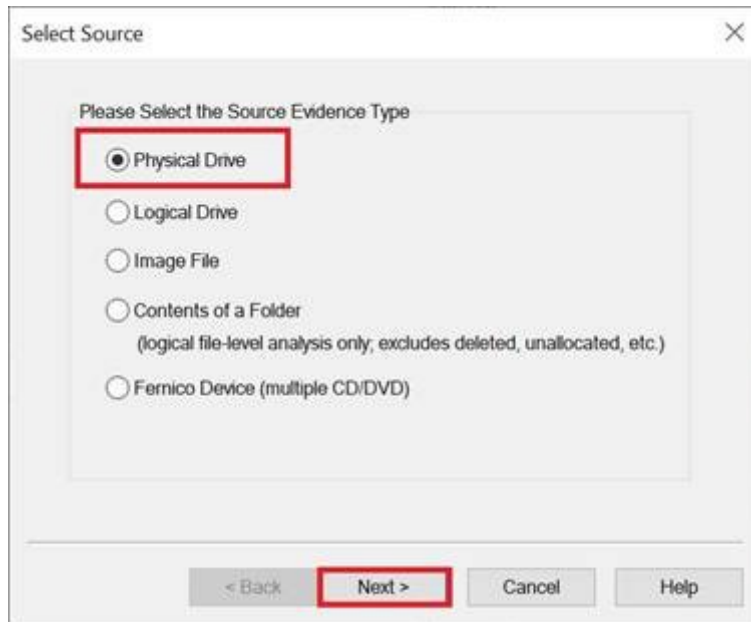 Select Source
Please Select the Source Evidence Type
Physical Drive
Logical Drive
Image File
Contents of a Folder
(logical file-level analysis only; excludes deleted, unallocated, etc.)
Fernico Device (multiple CD/DVD)
< Back Next > Cancel Help